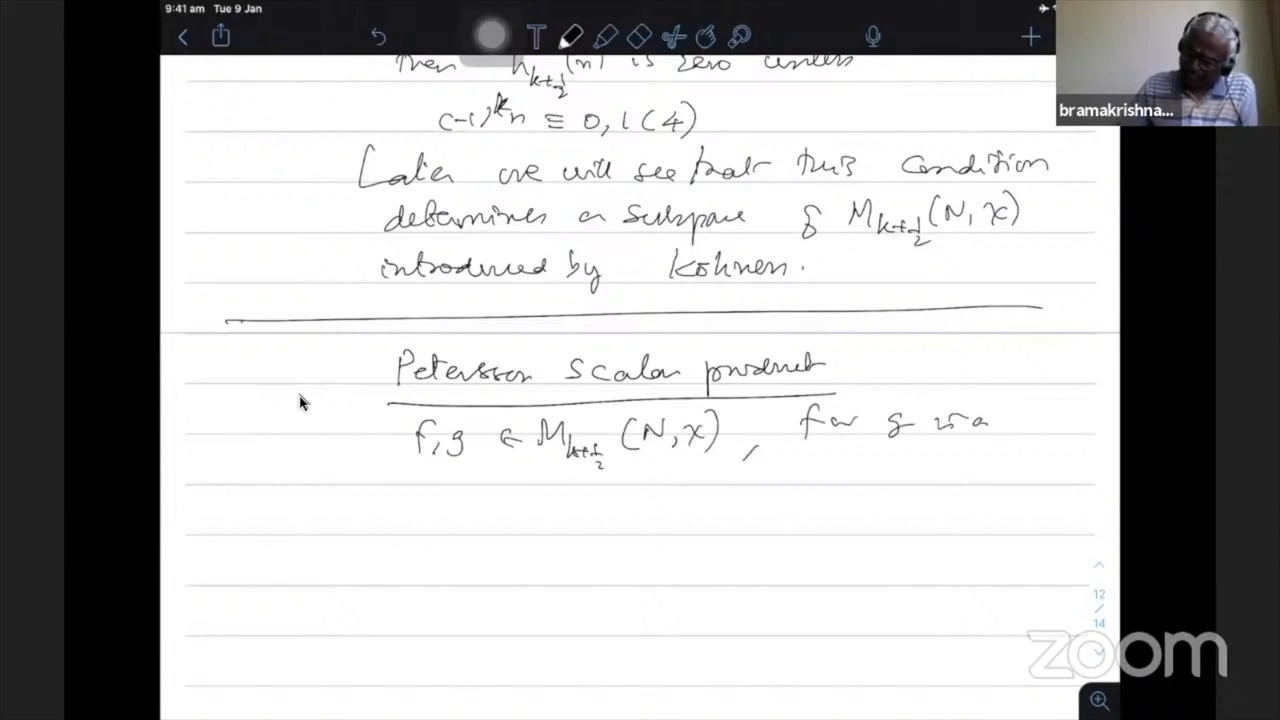 9:41 am Tue 9 Jan
bramakrishna...
Then h_{k+1/2}(n) is zero unless
(-1)^k n ≡ 0, 1 (4)
Later we will see that this condition
determines a subspace of M_{k+1/2}(N, χ)
introduced by Kohnen.
Petersson scalar product
f, g ∈ M_{k+1/2}(N, χ), f or g is a
12
/
14
zoom